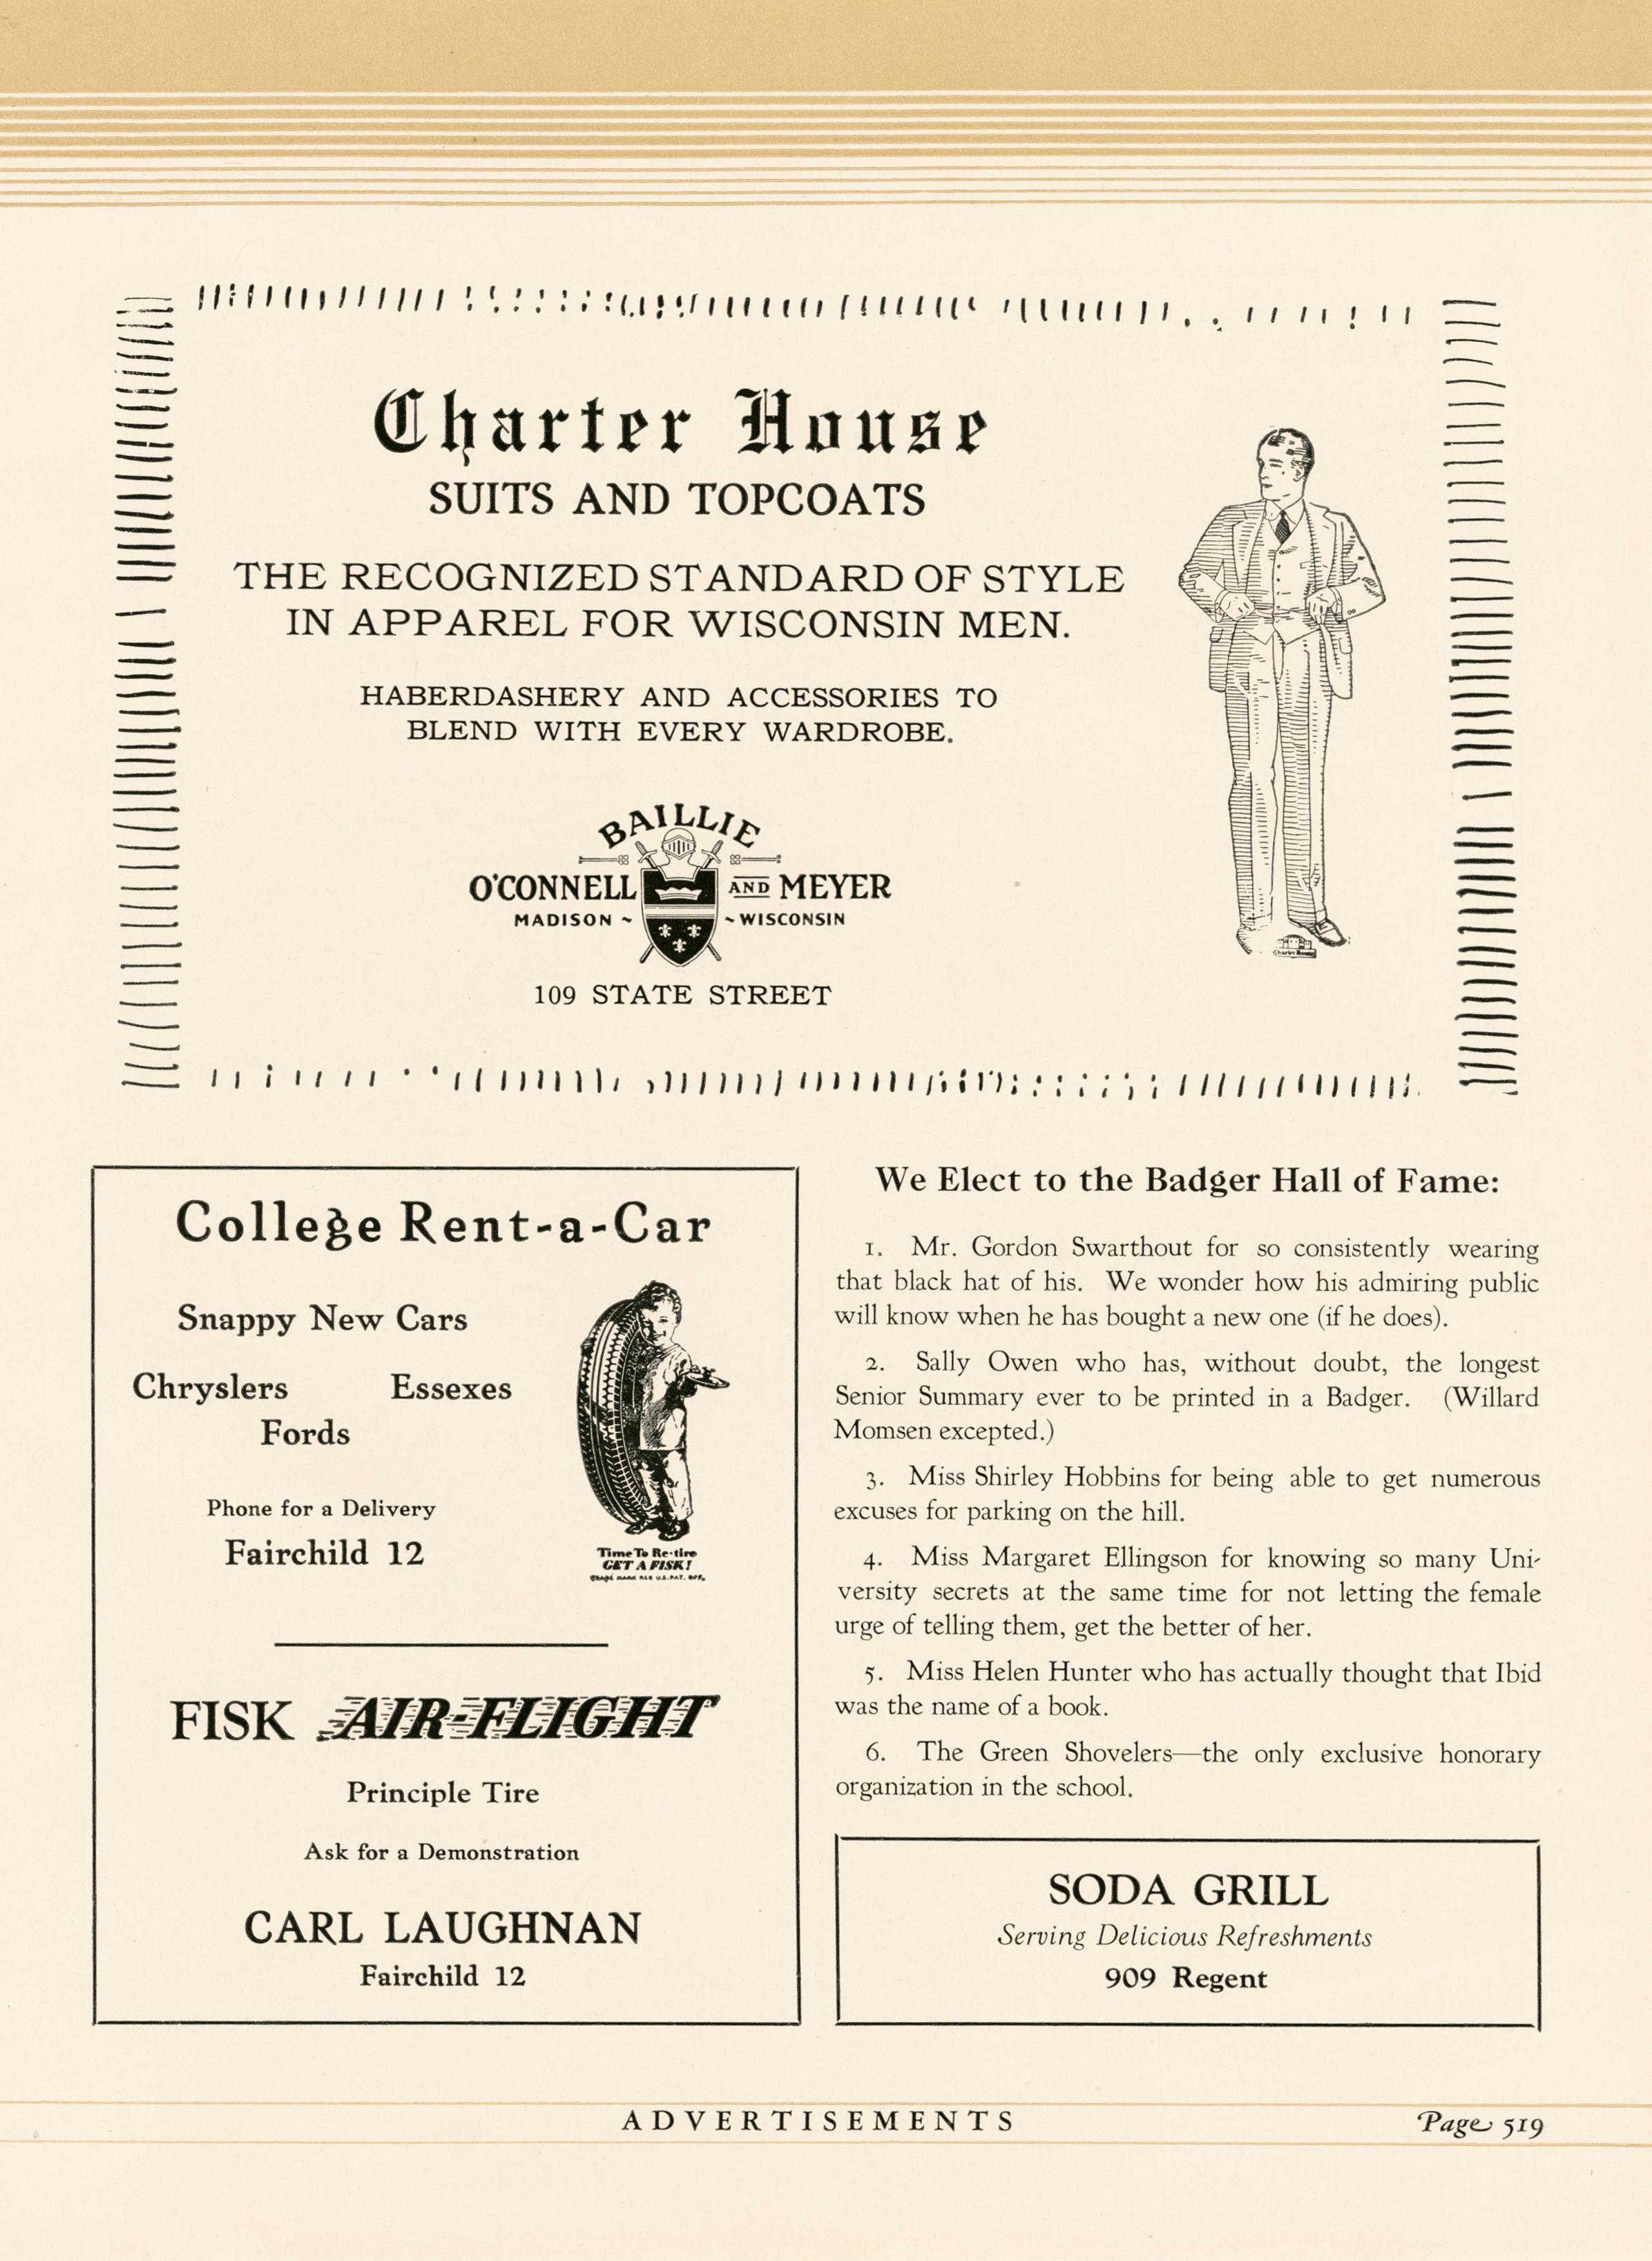 Charter House
SUITS AND TOPCOATS
THE RECOGNIZED STANDARD OF STYLE
IN APPAREL FOR WISCONSIN MEN.
HABERDASHERY AND ACCESSORIES TO
BLEND WITH EVERY WARDROBE.
BAILLIE
O'CONNELL AND MEYER
MADISON ~ ~ WISCONSIN
109 STATE STREET
Charter House
College Rent-a-Car
Snappy New Cars
Chryslers Essexes
Fords
Phone for a Delivery
Fairchild 12
Time To Re-tire
GET A FISK!
TRADE MARK REG U.S. PAT. OFF.
FISK AIR-FLIGHT
Principle Tire
Ask for a Demonstration
CARL LAUGHNAN
Fairchild 12
We Elect to the Badger Hall of Fame:
1. Mr. Gordon Swarthout for so consistently wearing
that black hat of his. We wonder how his admiring public
will know when he has bought a new one (if he does).
2. Sally Owen who has, without doubt, the longest
Senior Summary ever to be printed in a Badger. (Willard
Momsen excepted.)
3. Miss Shirley Hobbins for being able to get numerous
excuses for parking on the hill.
4. Miss Margaret Ellingson for knowing so many Uni-
versity secrets at the same time for not letting the female
urge of telling them, get the better of her.
5. Miss Helen Hunter who has actually thought that Ibid
was the name of a book.
6. The Green Shovelers—the only exclusive honorary
organization in the school.
SODA GRILL
Serving Delicious Refreshments
909 Regent
ADVERTISEMENTS
Page 519